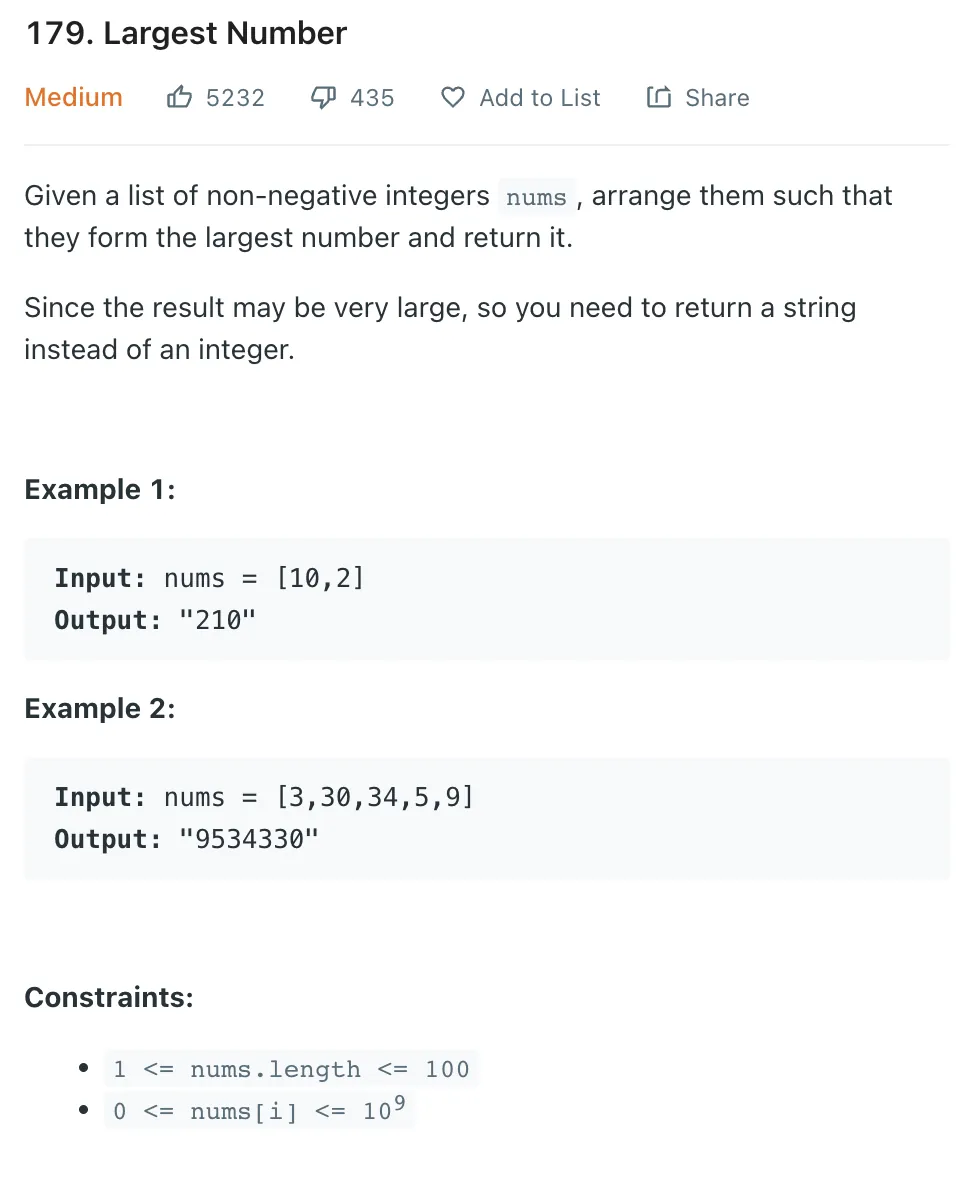 179. Largest Number
Medium 5232 435 Add to List Share
Given a list of non-negative integers nums , arrange them such that
they form the largest number and return it.
Since the result may be very large, so you need to return a string
instead of an integer.
Example 1:
Input: nums = [10,2]
Output: "210"
Example 2:
Input: nums = [3,30,34,5,9]
Output: "9534330"
Constraints:
• 1 <= nums.length <= 100
• 0 <= nums[i] <= 10⁹